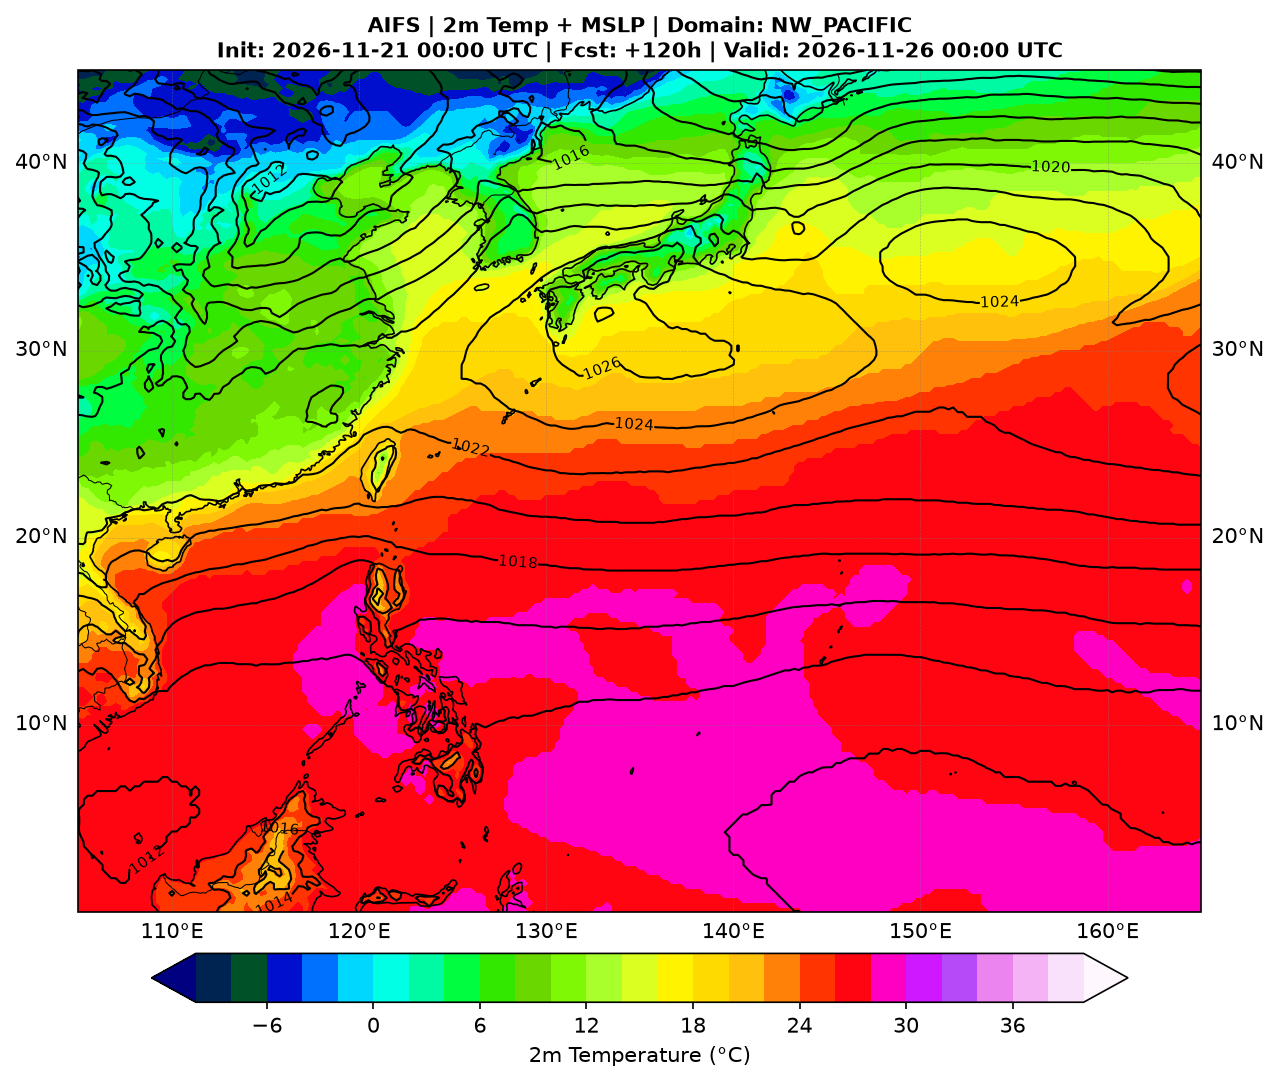 AIFS | 2m Temp + MSLP | Domain: NW_PACIFIC
Init: 2026-11-21 00:00 UTC | Fcst: +120h | Valid: 2026-11-26 00:00 UTC
40°N
1016
1012
1020
40°N
1024
30°N
1026
30°N
1024
1022
20°N
1018
20°N
10°N
10°N
1016
1012
1014
110°E 120°E 130°E 140°E 150°E 160°E
−6 0 6 12 18 24 30 36
2m Temperature (°C)